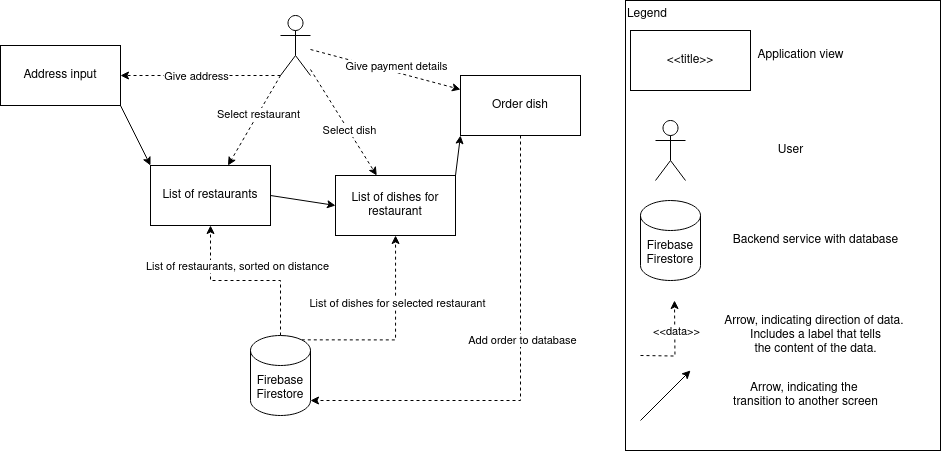 Address input
Give address
Give payment details
Order dish
Select restaurant
Select dish
List of restaurants
List of dishes for
restaurant
List of restaurants, sorted on distance
List of dishes for selected restaurant
Add order to database
Firebase
Firestore
Legend
<<title>>
Application view
User
Firebase
Firestore
Backend service with database
<<data>>
Arrow, indicating direction of data.
Includes a label that tells
the content of the data.
Arrow, indicating the
transition to another screen